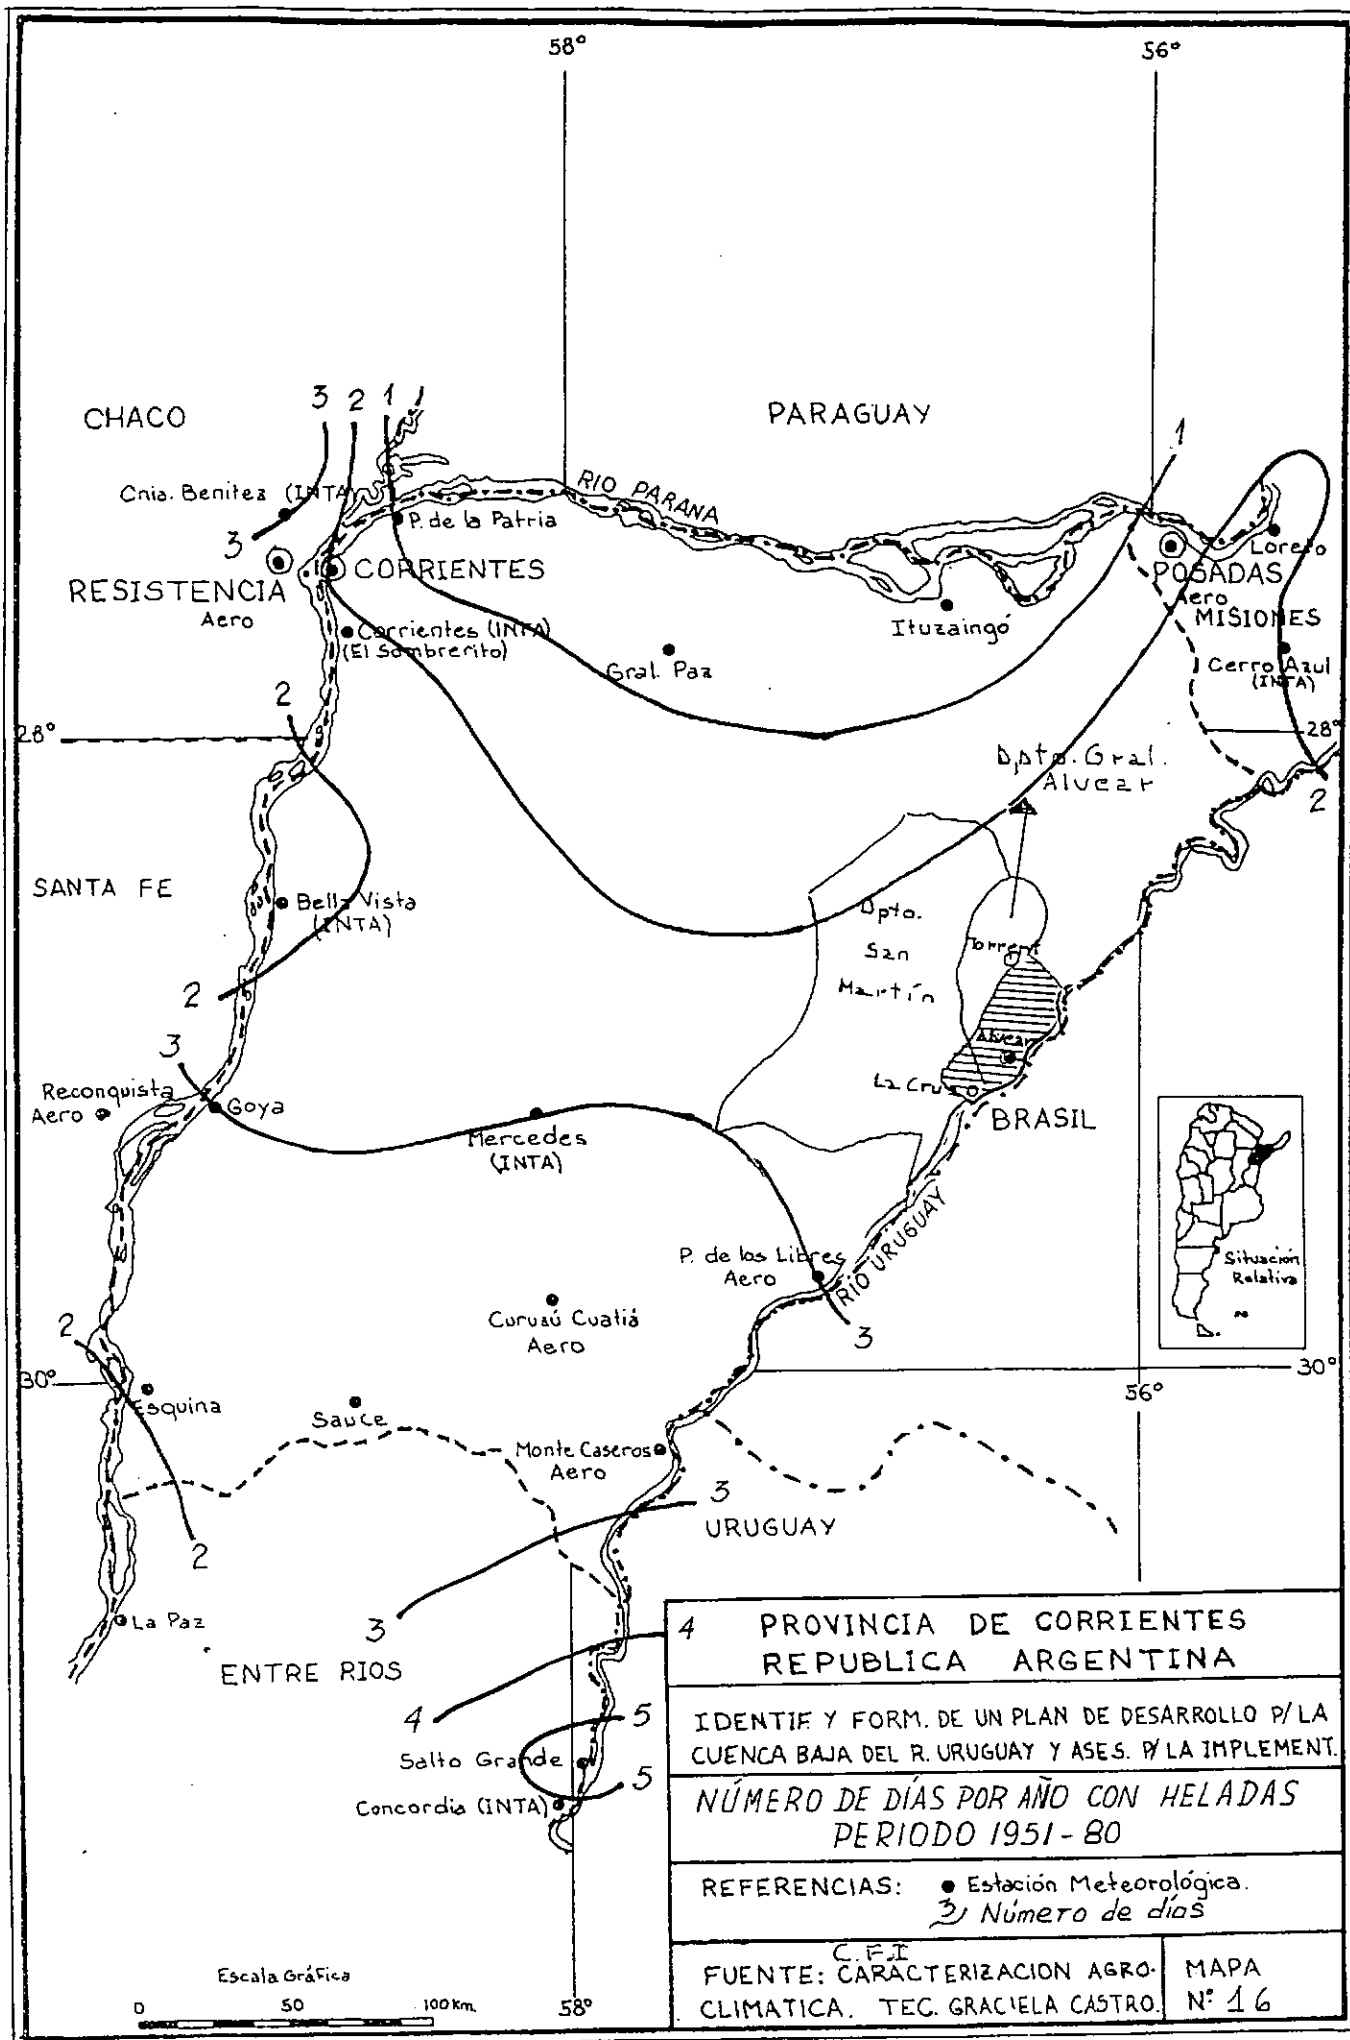 58°
56°
3 2 1
CHACO
PARAGUAY
1
Cnia. Benitez (INTA)
RIO PARANA
P. de la Patria
3
Loreto
CORRIENTES
POSADAS
Aero
RESISTENCIA
Aero
MISIONES
Ituzaingó
Corrientes (INTA)
(El Sombrerito)
Gral. Paz
Cerro Azul
(INTA)
2
28°
28°
Dpto. Gral.
Alvear
2
SANTA FE
Bella Vista
(INTA)
Dpto.
San
Martín
Torrent
2
Alvear
3
Reconquista
Aero
Goya
La Cruz
BRASIL
Mercedes
(INTA)
RIO URUGUAY
P. de los Libres
Aero
Situación
Relativa
Curuzú Cuatiá
Aero
2
3
30°
30°
Esquina
56°
Sauce
Monte Caseros
Aero
3
URUGUAY
2
3
La Paz
4
ENTRE RIOS
4
5
Salto Grande
5
Concordia (INTA)
PROVINCIA DE CORRIENTES
REPUBLICA ARGENTINA
IDENTIF. Y FORM. DE UN PLAN DE DESARROLLO P/ LA
CUENCA BAJA DEL R. URUGUAY Y ASES. P/ LA IMPLEMENT.
NÚMERO DE DÍAS POR AÑO CON HELADAS
PERIODO 1951-80
REFERENCIAS: Estación Meteorológica.
3 Número de días
C.F.I
FUENTE: CARACTERIZACION AGRO-
CLIMATICA. TEC. GRACIELA CASTRO.
MAPA
N° 16
Escala Gráfica
0 50 100 km.
58°